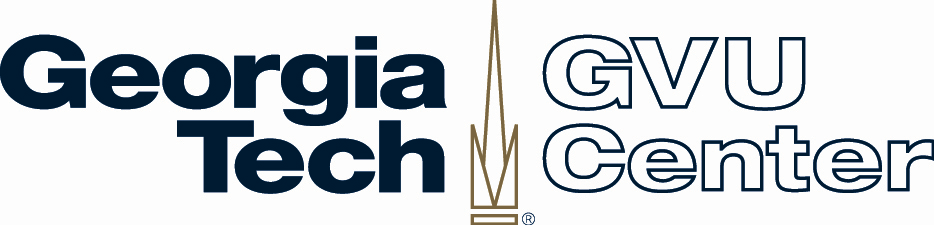 Georgia
Tech
GVU
Center
®